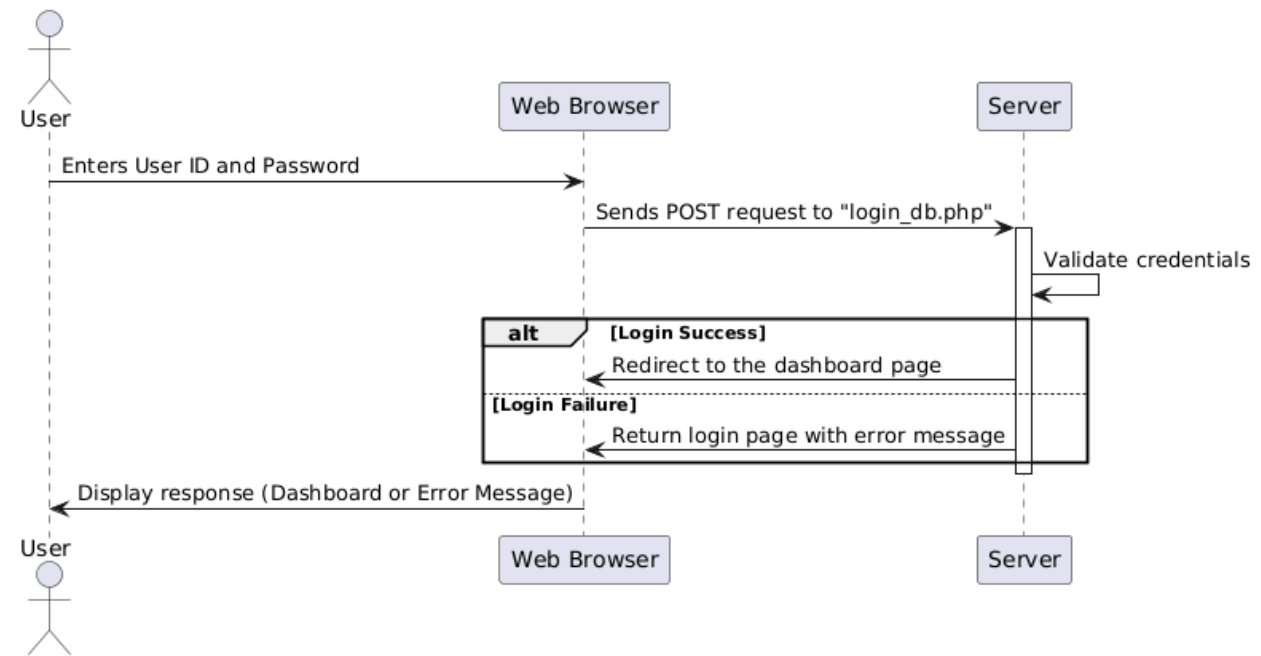 User
Web Browser
Server
Enters User ID and Password
Sends POST request to "login_db.php"
Validate credentials
alt
[Login Success]
Redirect to the dashboard page
[Login Failure]
Return login page with error message
Display response (Dashboard or Error Message)
User
Web Browser
Server